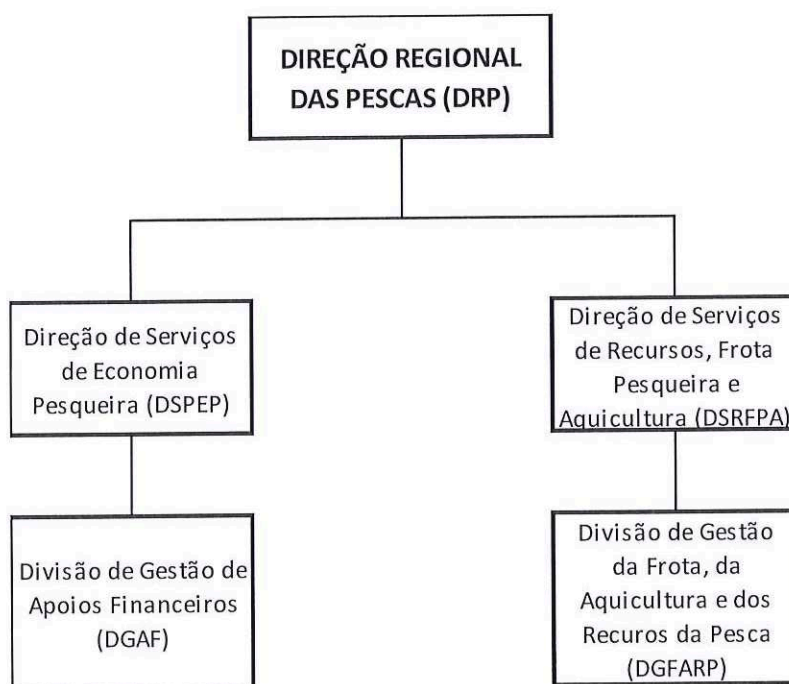 DIREÇÃO REGIONAL
DAS PESCAS (DRP)
Direção de Serviços
de Economia
Pesqueira (DSPEP)
Direção de Serviços
de Recursos, Frota
Pesqueira e
Aquicultura (DSRFPA)
Divisão de Gestão de
Apoios Financeiros
(DGAF)
Divisão de Gestão
da Frota, da
Aquicultura e dos
Recuros da Pesca
(DGFARP)